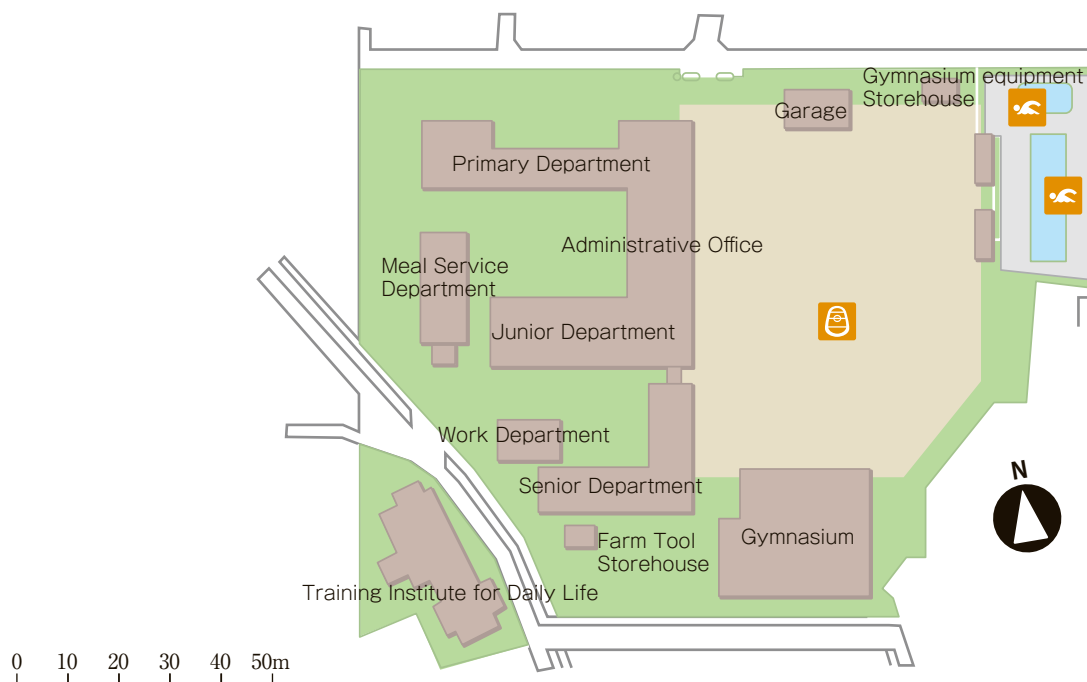 Gymnasium equipment
Storehouse
Garage
Primary Department
Administrative Office
Meal Service
Department
Junior Department
Work Department
Senior Department
N
Farm Tool
Storehouse
Gymnasium
Training Institute for Daily Life
0 10 20 30 40 50m